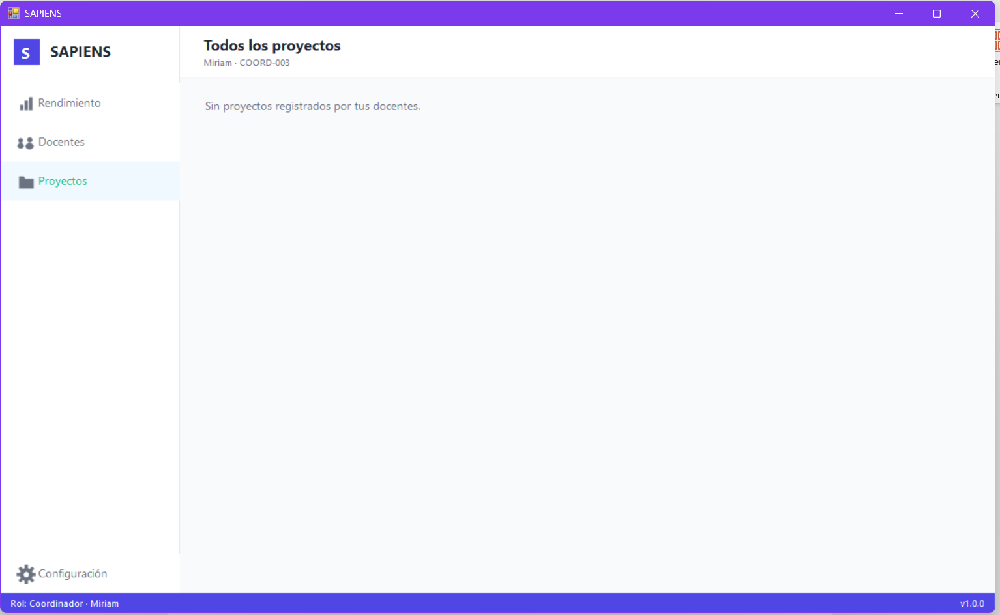 SAPIENS
S SAPIENS
Todos los proyectos
Miriam · COORD-003
Rendimiento
Docentes
Proyectos
Sin proyectos registrados por tus docentes.
Configuración
Rol: Coordinador · Miriam
v1.0.0